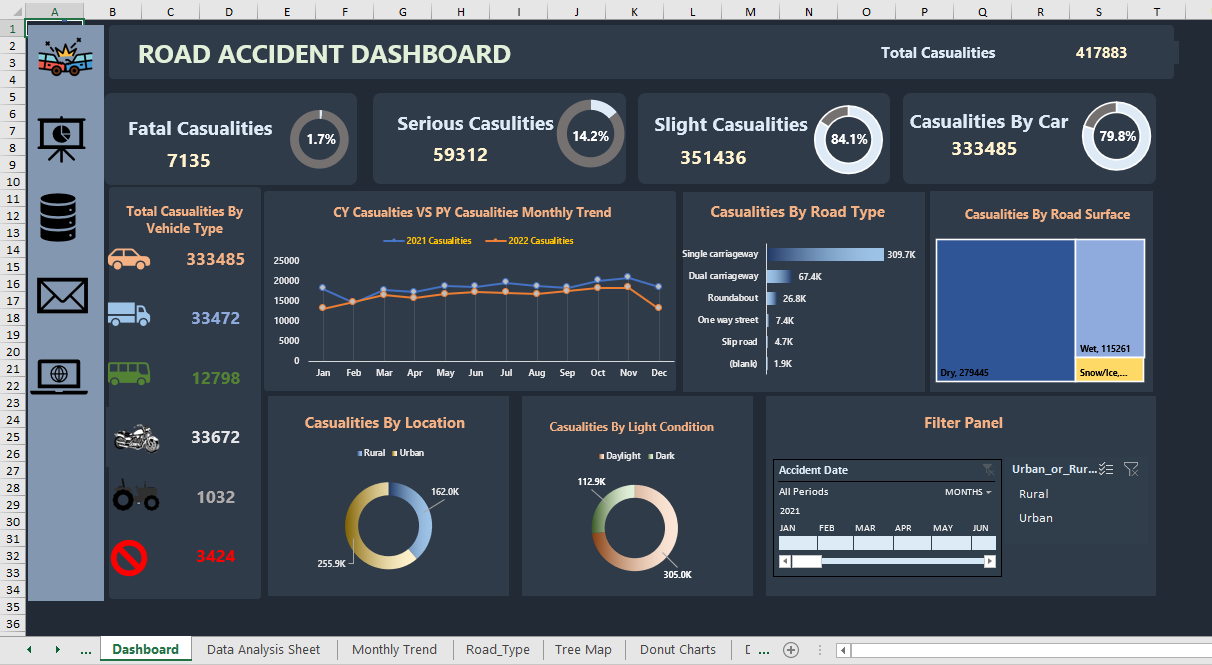 A B C D E F G H I J K L M N O P Q R S T
1
2
3
4
5
6
7
8
9
10
11
12
13
14
15
16
17
18
19
20
21
22
23
24
25
26
27
28
29
30
31
32
33
34
35
36
ROAD ACCIDENT DASHBOARD
Total Casualities 417883
Fatal Casualities
7135
1.7%
Serious Casulities
59312
14.2%
Slight Casualities
351436
84.1%
Casualities By Car
333485
79.8%
Total Casualities By
Vehicle Type
333485
33472
12798
33672
1032
3424
CY Casualties VS PY Casualities Monthly Trend
2021 Casualities 2022 Casualities
25000
20000
15000
10000
5000
0
Jan Feb Mar Apr May Jun Jul Aug Sep Oct Nov Dec
Casualities By Road Type
Single carriageway 309.7K
Dual carriageway 67.4K
Roundabout 26.8K
One way street 7.4K
Slip road 4.7K
(blank) 1.9K
Casualities By Road Surface
Dry, 279445
Wet, 115261
Snow/Ice,...
Casualities By Location
Rural Urban
162.0K
255.9K
Casualities By Light Condition
Daylight Dark
112.9K
305.0K
Filter Panel
Accident Date
All Periods MONTHS
2021
JAN FEB MAR APR MAY JUN
Urban_or_Rur...
Rural
Urban
... Dashboard Data Analysis Sheet Monthly Trend Road_Type Tree Map Donut Charts D ...